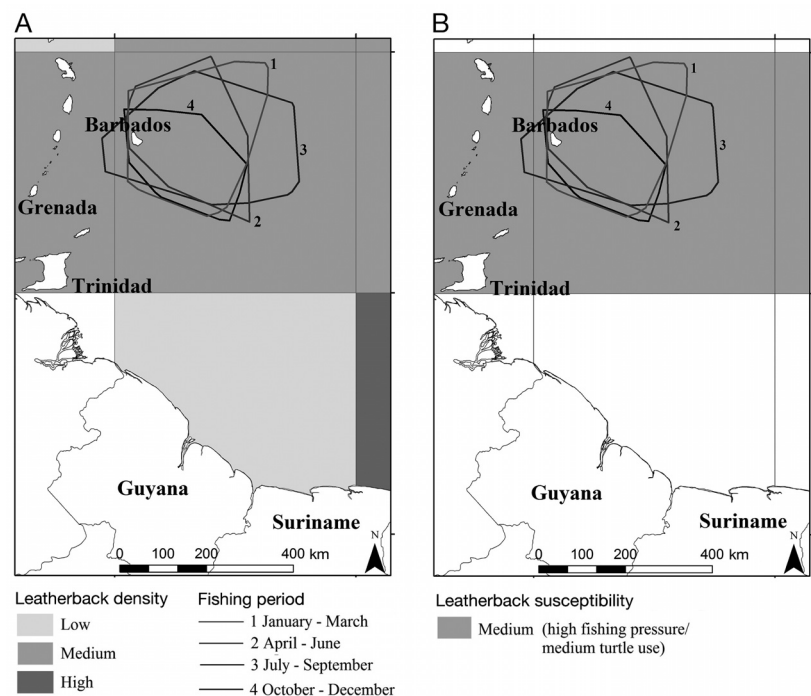 A
1
4
Barbados
3
Grenada
2
Trinidad
Guyana
Suriname
N
0 100 200 400 km
Leatherback density
Low
Medium
High
Fishing period
1 January - March
2 April - June
3 July - September
4 October - December
B
1
4
Barbados
3
Grenada
2
Trinidad
Guyana
Suriname
N
0 100 200 400 km
Leatherback susceptibility
Medium (high fishing pressure/
medium turtle use)